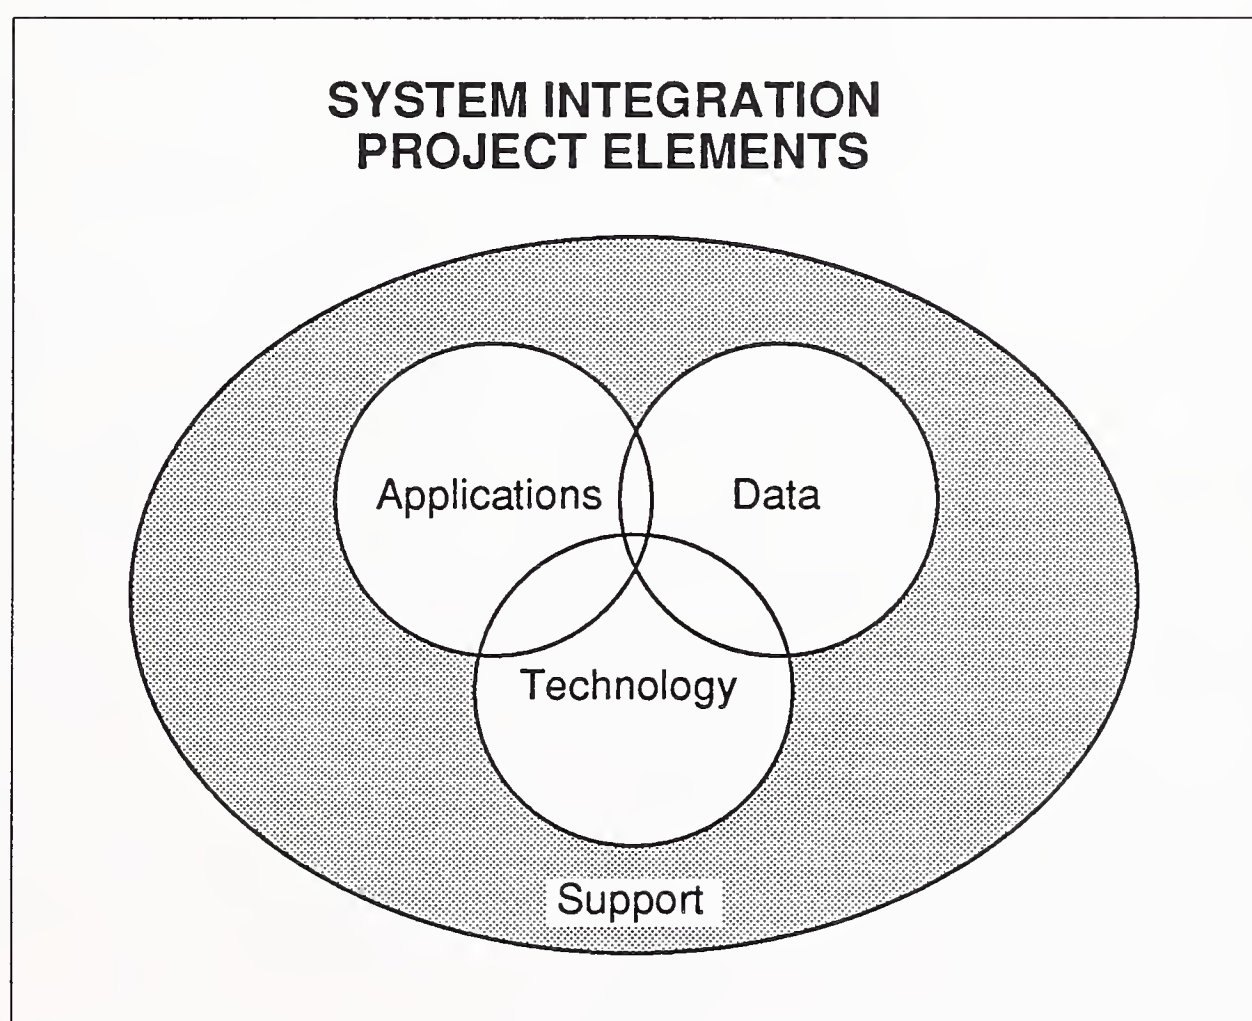 SYSTEM INTEGRATION
PROJECT ELEMENTS
Applications
Data
Technology
Support